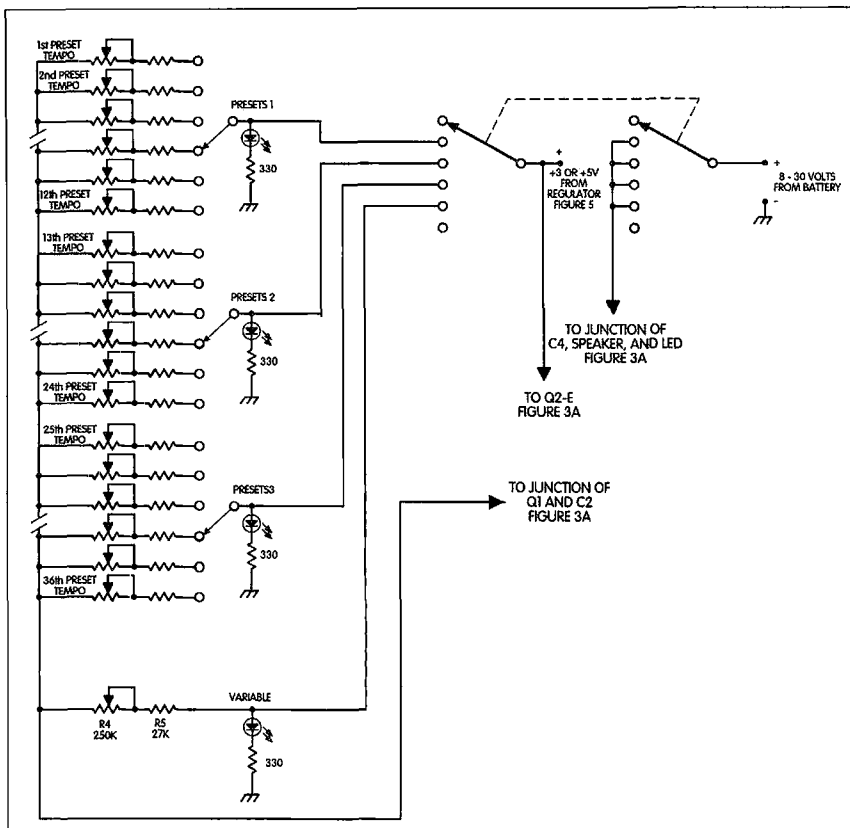 1st PRESET
TEMPO
2nd PRESET
TEMPO
PRESETS 1
330
12th PRESET
TEMPO
13th PRESET
TEMPO
+
+3 OR +5V
FROM
REGULATOR
FIGURE 5
+
8 - 30 VOLTS
FROM BATTERY
-
PRESETS 2
330
24th PRESET
TEMPO
TO JUNCTION OF
C4, SPEAKER, AND LED
FIGURE 3A
TO Q2-E
FIGURE 3A
25th PRESET
TEMPO
PRESETS3
330
36th PRESET
TEMPO
TO JUNCTION OF
Q1 AND C2
FIGURE 3A
VARIABLE
R4
250K
R5
27K
330